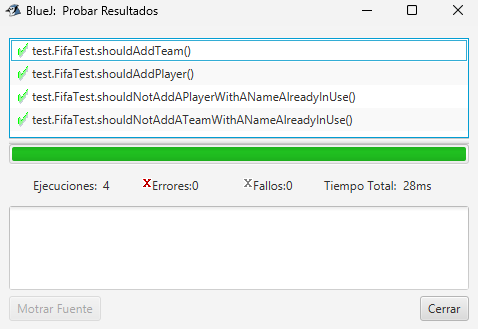 BlueJ: Probar Resultados
test.FifaTest.shouldAddTeam()
test.FifaTest.shouldAddPlayer()
test.FifaTest.shouldNotAddAPlayerWithANameAlreadyInUse()
test.FifaTest.shouldNotAddATeamWithANameAlreadyInUse()
Ejecuciones: 4 Errores:0 Fallos:0 Tiempo Total: 28ms
Motrar Fuente Cerrar